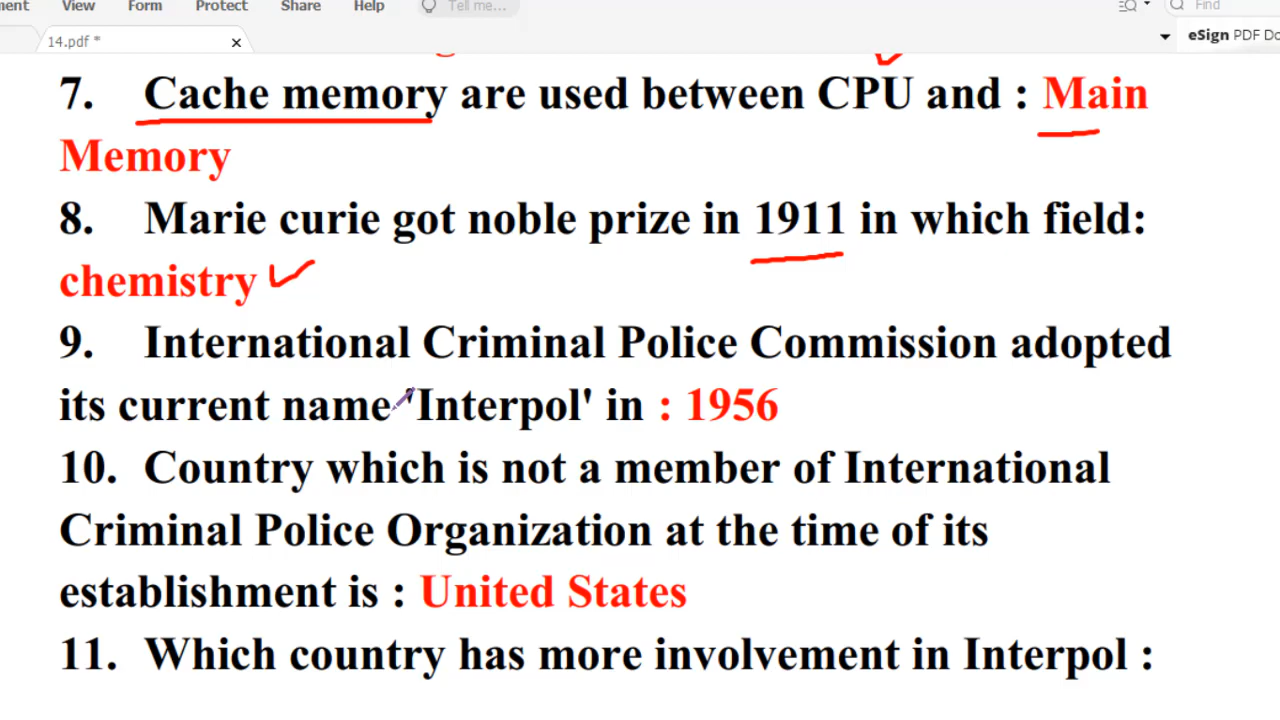 ment View Form Protect Share Help Tell me... Find
14.pdf * eSign PDF Do
7. Cache memory are used between CPU and : Main
Memory
8. Marie curie got noble prize in 1911 in which field:
chemistry
9. International Criminal Police Commission adopted
its current name 'Interpol' in : 1956
10. Country which is not a member of International
Criminal Police Organization at the time of its
establishment is : United States
11. Which country has more involvement in Interpol :